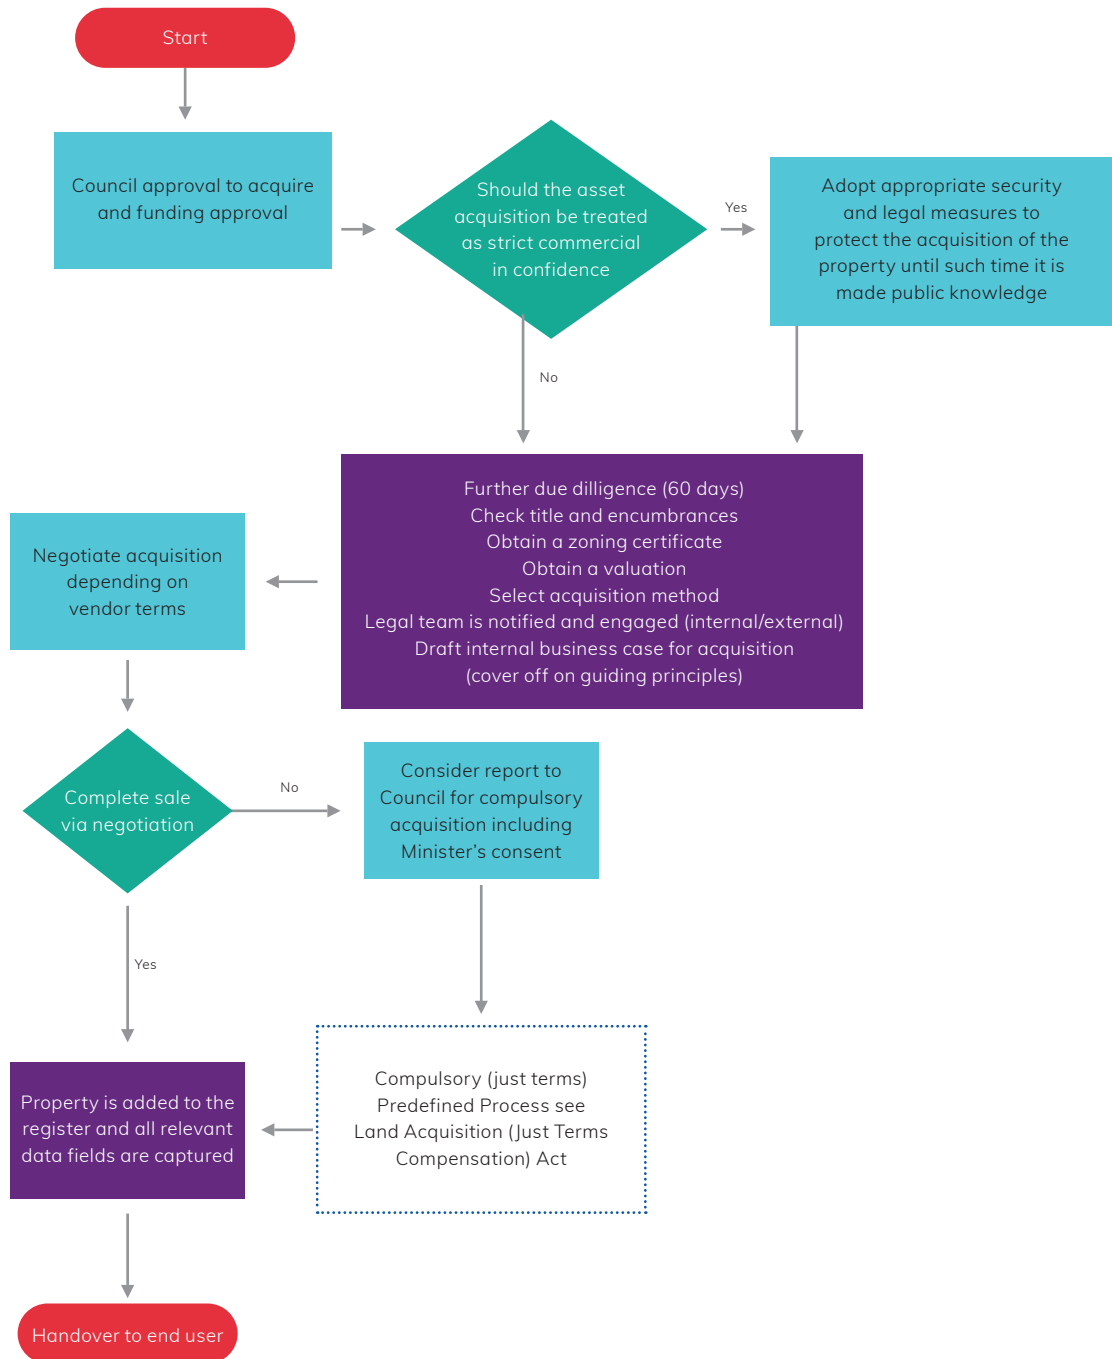 Start
Council approval to acquire
and funding approval
Should the asset
acquisition be treated
as strict commercial
in confidence
Yes
Adopt appropriate security
and legal measures to
protect the acquisition of the
property until such time it is
made public knowledge
No
Further due dilligence (60 days)
Check title and encumbrances
Obtain a zoning certificate
Obtain a valuation
Select acquisition method
Legal team is notified and engaged (internal/external)
Draft internal business case for acquisition
(cover off on guiding principles)
Negotiate acquisition
depending on
vendor terms
Complete sale
via negotiation
No
Consider report to
Council for compulsory
acquisition including
Minister’s consent
Yes
Compulsory (just terms)
Predefined Process see
Land Acquisition (Just Terms
Compensation) Act
Property is added to the
register and all relevant
data fields are captured
Handover to end user